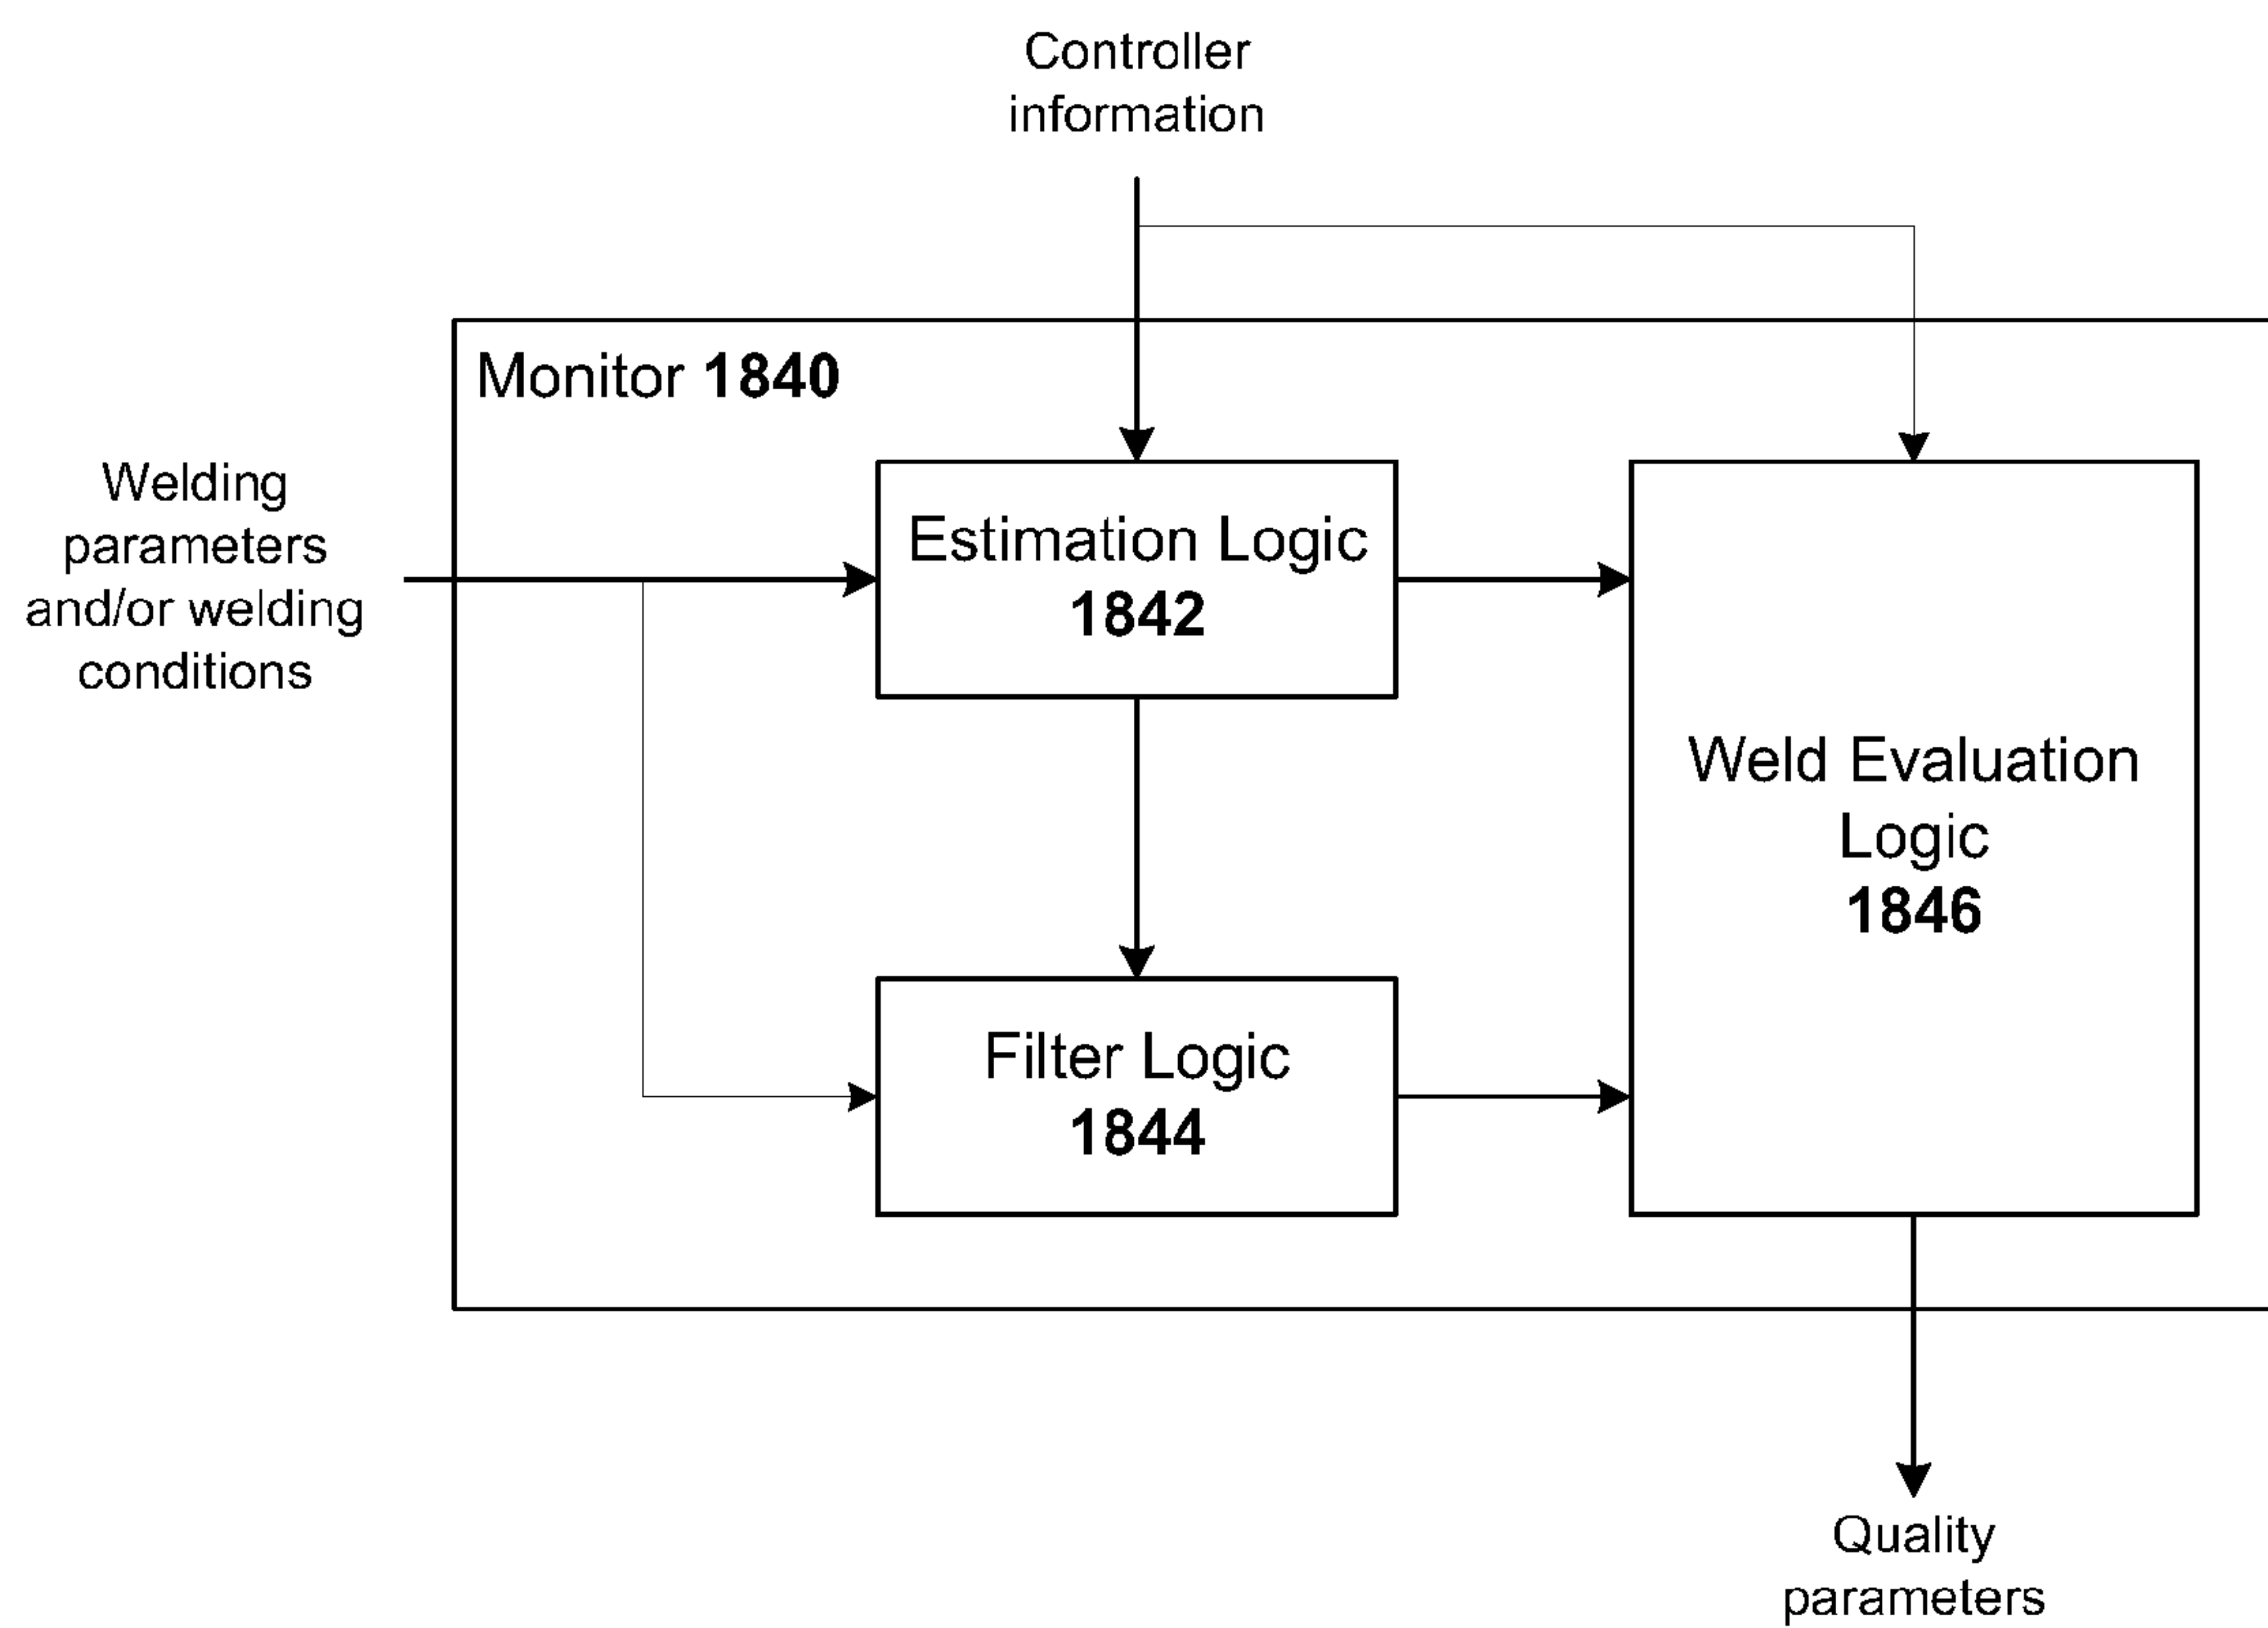 Controller
information
Monitor 1840
Welding
parameters
and/or welding
conditions
Estimation Logic
1842
Weld Evaluation
Logic
1846
Filter Logic
1844
Quality
parameters